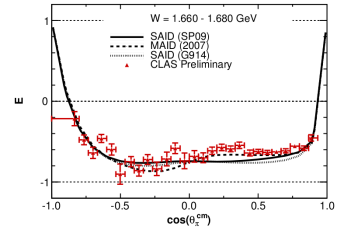 W = 1.660 - 1.680 GeV
SAID (SP09)
MAID (2007)
SAID (G914)
CLAS Preliminary
E
1
0
-1
-1.0
-0.5
0.0
0.5
1.0
cos(θπcm)